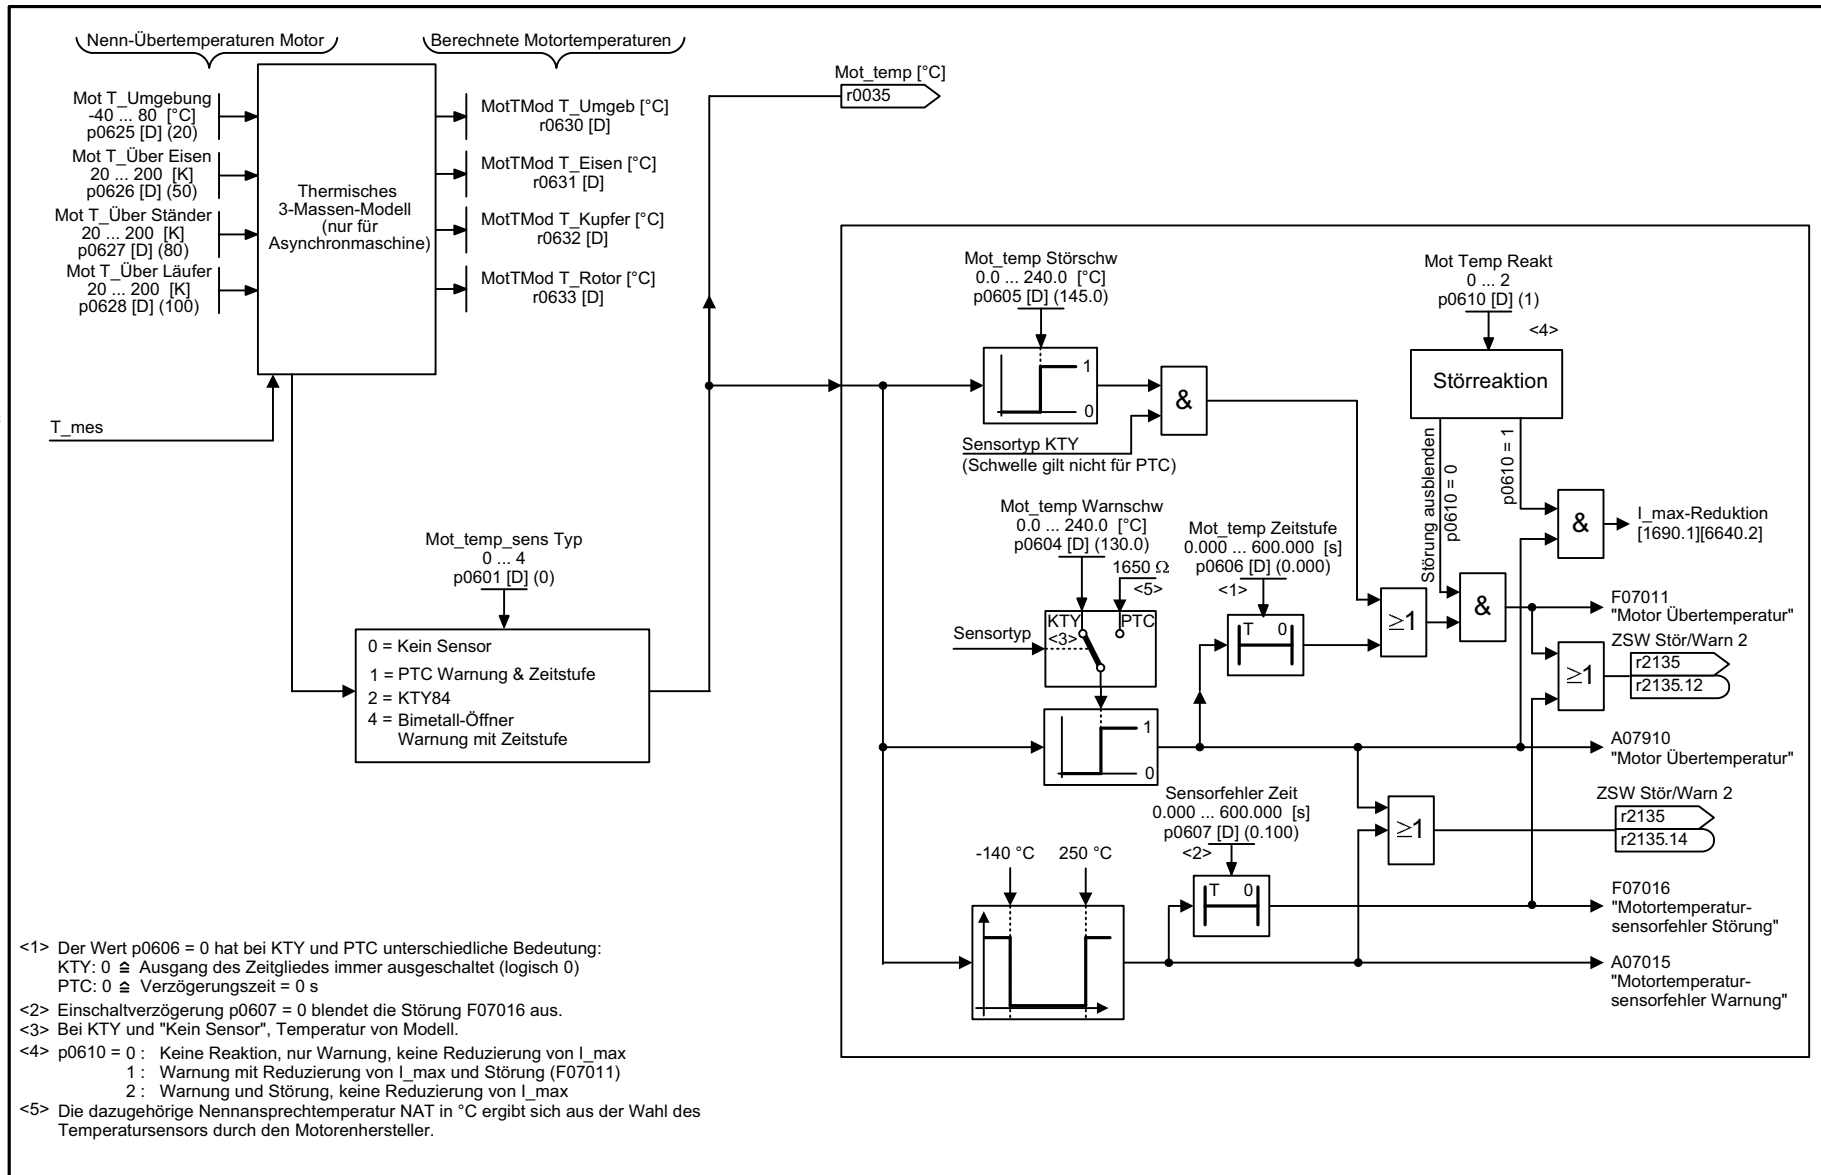 Nenn-Übertemperaturen Motor
Berechnete Motortemperaturen
Mot T_Umgebung
-40 ... 80 [°C]
p0625 [D] (20)
Mot T_Über Eisen
20 ... 200 [K]
p0626 [D] (50)
Mot T_Über Ständer
20 ... 200 [K]
p0627 [D] (80)
Mot T_Über Läufer
20 ... 200 [K]
p0628 [D] (100)
Thermisches
3-Massen-Modell
(nur für
Asynchronmaschine)
MotTMod T_Umgeb [°C]
r0630 [D]
MotTMod T_Eisen [°C]
r0631 [D]
MotTMod T_Kupfer [°C]
r0632 [D]
MotTMod T_Rotor [°C]
r0633 [D]
T_mes
Mot_temp [°C]
r0035
Mot_temp_sens Typ
0 ... 4
p0601 [D] (0)
0 = Kein Sensor
1 = PTC Warnung & Zeitstufe
2 = KTY84
4 = Bimetall-Öffner
Warnung mit Zeitstufe
Mot_temp Störschw
0.0 ... 240.0 [°C]
p0605 [D] (145.0)
1
0
&
Sensortyp KTY
(Schwelle gilt nicht für PTC)
Mot Temp Reakt
0 ... 2
p0610 [D] (1)
<4>
Störreaktion
Störung ausblenden
p0610 = 0
p0610 = 1
&
I_max-Reduktion
[1690.1][6640.2]
Mot_temp Warnschw
0.0 ... 240.0 [°C]
p0604 [D] (130.0)
1650 Ω
<5>
Sensortyp
KTY
<3>
PTC
Mot_temp Zeitstufe
0.000 ... 600.000 [s]
p0606 [D] (0.000)
<1>
T 0
≥1
&
F07011
"Motor Übertemperatur"
ZSW Stör/Warn 2
≥1
r2135
r2135.12
1
0
A07910
"Motor Übertemperatur"
Sensorfehler Zeit
0.000 ... 600.000 [s]
p0607 [D] (0.100)
<2>
T 0
≥1
ZSW Stör/Warn 2
r2135
r2135.14
-140 °C 250 °C
F07016
"Motortemperatur-
sensorfehler Störung"
A07015
"Motortemperatur-
sensorfehler Warnung"
<1> Der Wert p0606 = 0 hat bei KTY und PTC unterschiedliche Bedeutung:
KTY: 0 ≙ Ausgang des Zeitgliedes immer ausgeschaltet (logisch 0)
PTC: 0 ≙ Verzögerungszeit = 0 s
<2> Einschaltverzögerung p0607 = 0 blendet die Störung F07016 aus.
<3> Bei KTY und "Kein Sensor", Temperatur von Modell.
<4> p0610 = 0 : Keine Reaktion, nur Warnung, keine Reduzierung von I_max
1 : Warnung mit Reduzierung von I_max und Störung (F07011)
2 : Warnung und Störung, keine Reduzierung von I_max
<5> Die dazugehörige Nennansprechtemperatur NAT in °C ergibt sich aus der Wahl des
Temperatursensors durch den Motorenhersteller.